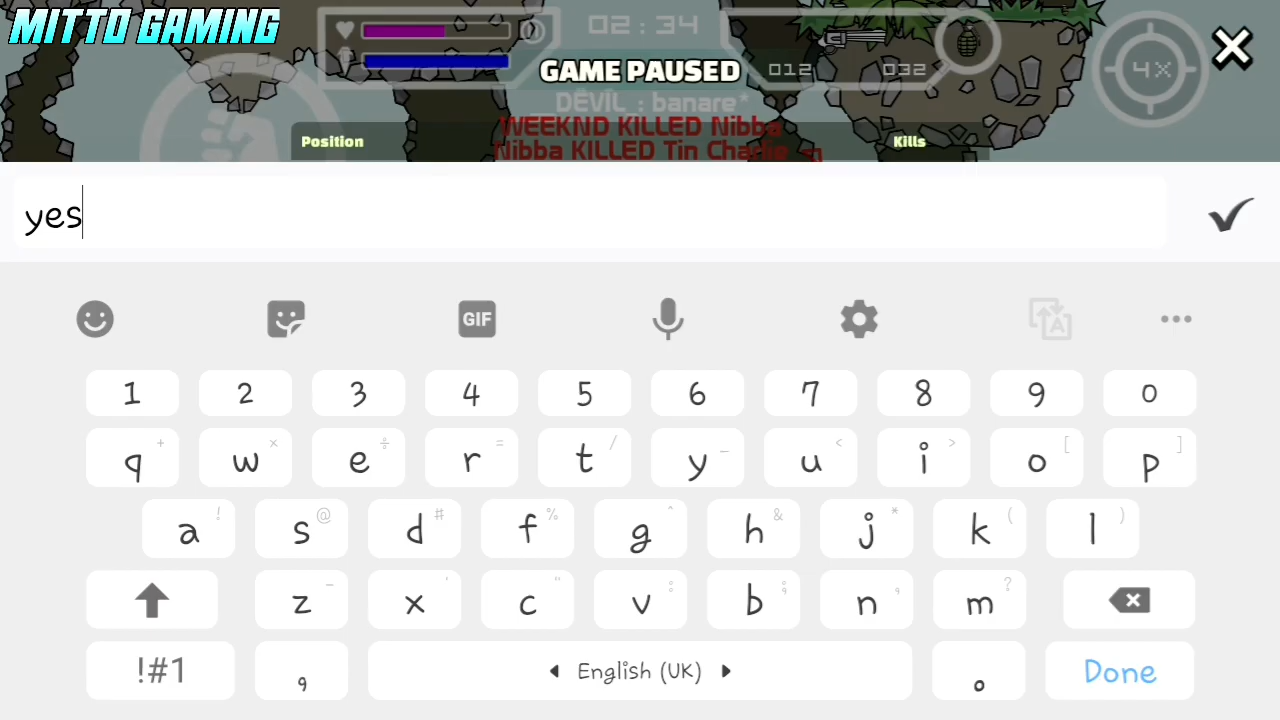 MITTO GAMING
02:34
GAME PAUSED
012 032
4X
DEVIL : banare*
WEEKND KILLED Nibba
Nibba KILLED Tin Charlie
Position Kills
yes
GIF
1 2 3 4 5 6 7 8 9 0
q + w × e ÷ r = t / y _ u < i > o [ p ]
a ! s @ d # f % g ^ h & j * k ( l )
z - x ' c " v : b ; n , m ?
!#1 , English (UK) . Done